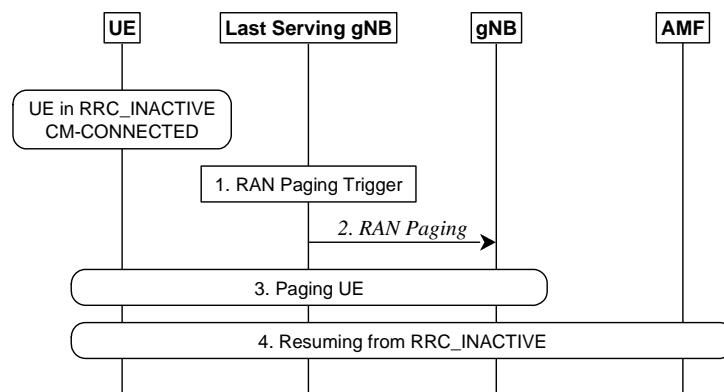 UE
Last Serving gNB
gNB
AMF
UE in RRC_INACTIVE
CM-CONNECTED
1. RAN Paging Trigger
2. RAN Paging
3. Paging UE
4. Resuming from RRC_INACTIVE